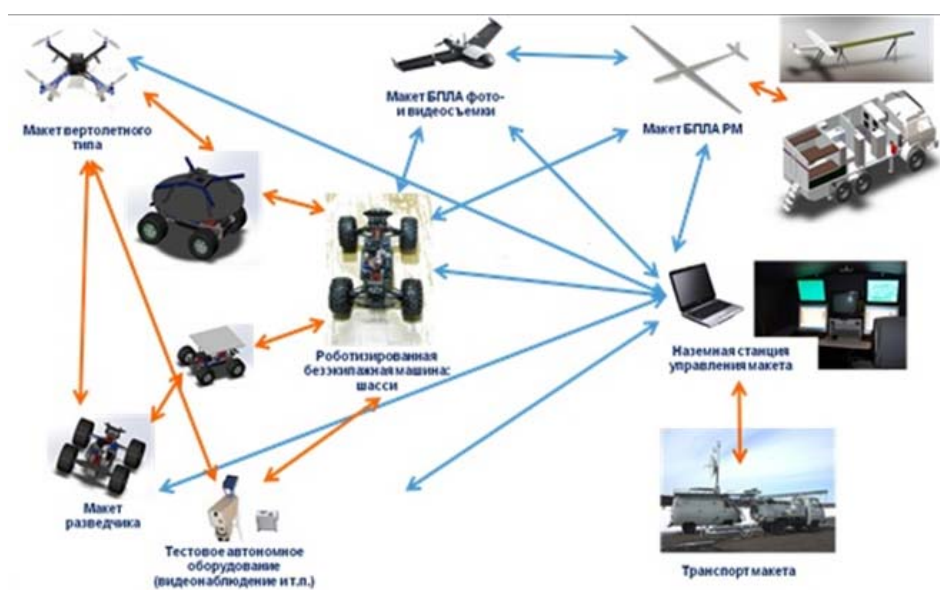 Макет вертолетного
типа
Макет БПЛА фото-
и видеосъемки
Макет БПЛА РМ
Роботизированная
безэкипажная машина:
шасси
Наземная станция
управления макета
Макет
разведчика
Тестовое автономное
оборудование
(видеонаблюдение и т.п.)
Транспорт макета